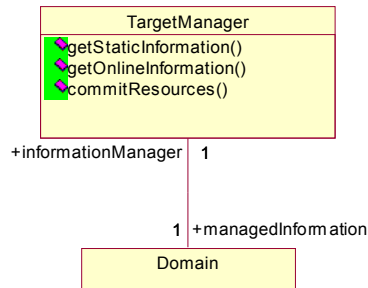 TargetManager
getStaticInformation()
getOnlineInformation()
commitResources()
+informationManager 1
1 +managedInformation
Domain